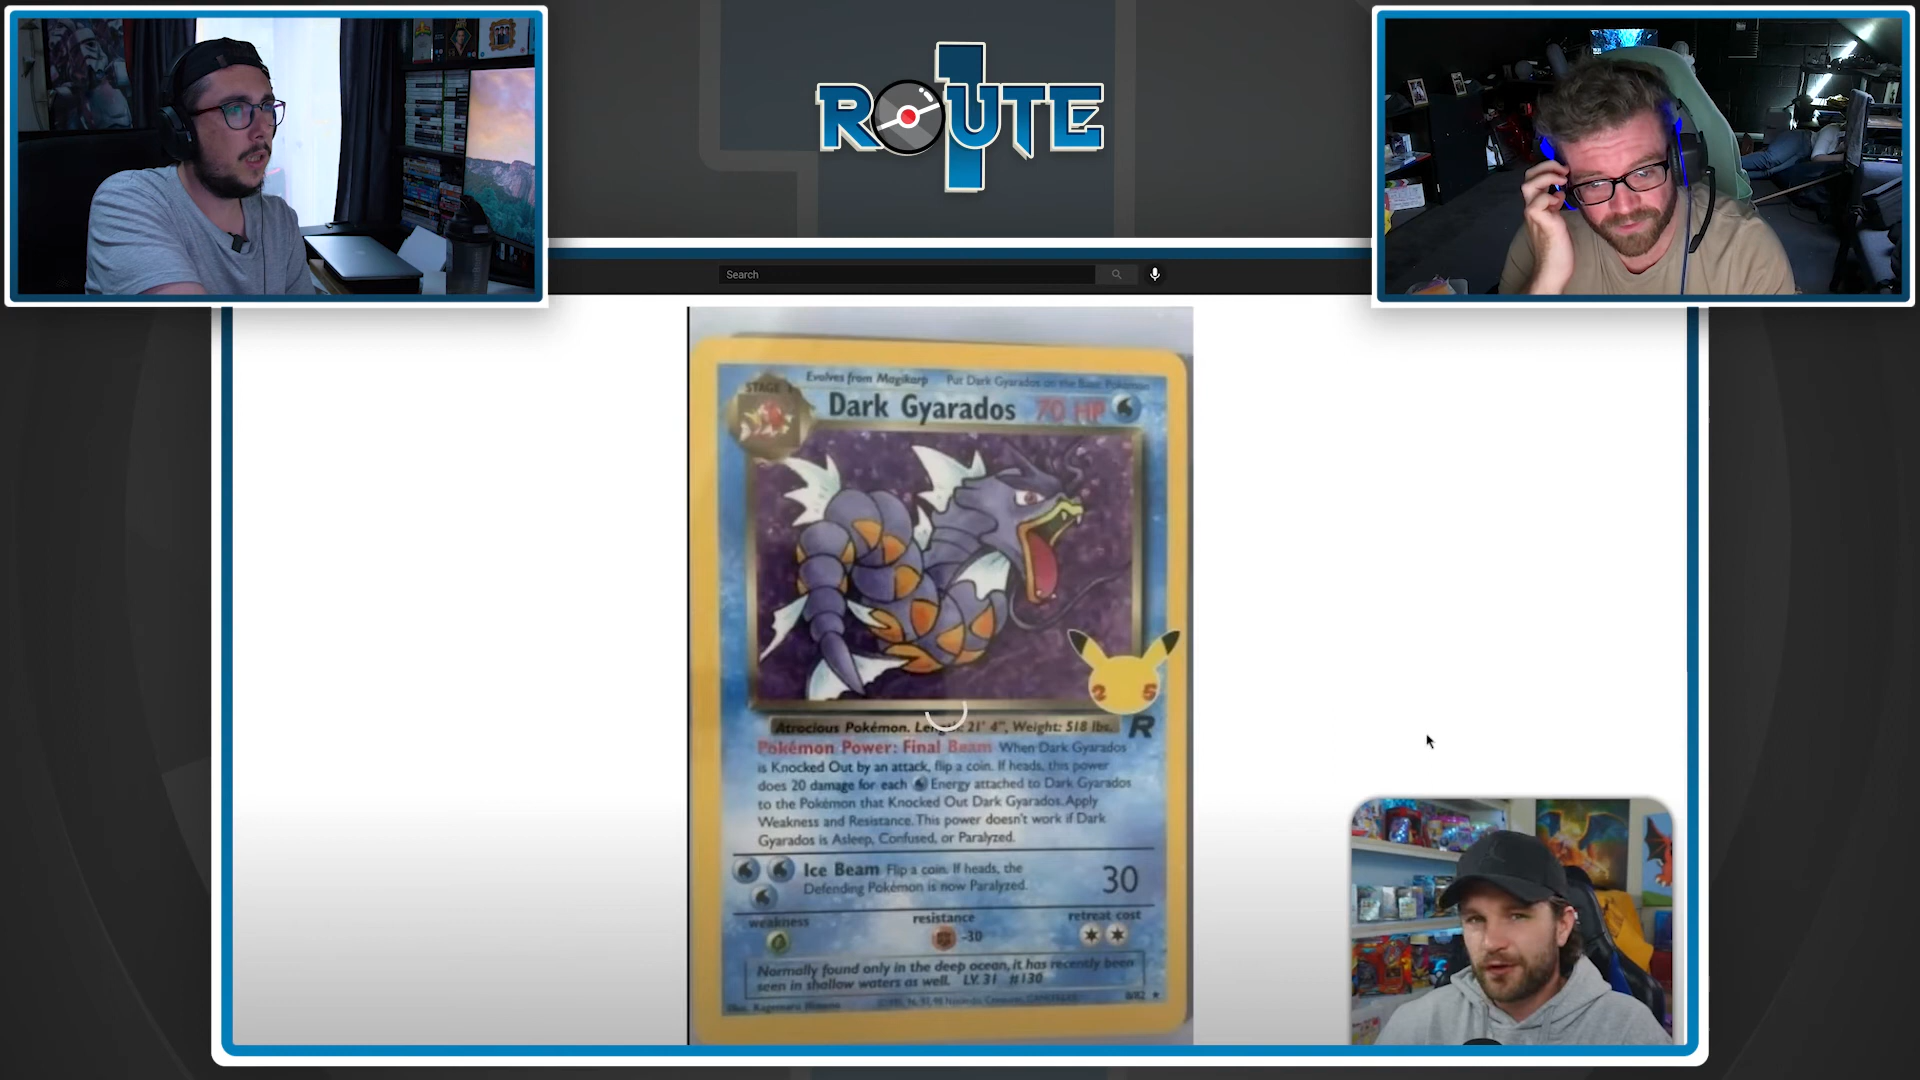 ROUTE 1
Search
STAGE 1
Evolves from Magikarp Put Dark Gyarados on the Basic Pokémon
Dark Gyarados 70 HP
25
Atrocious Pokémon. Length: 21' 4", Weight: 518 lbs.
R
Pokémon Power: Final Beam When Dark Gyarados
is Knocked Out by an attack, flip a coin. If heads, this power
does 20 damage for each Energy attached to Dark Gyarados
to the Pokémon that Knocked Out Dark Gyarados. Apply
Weakness and Resistance. This power doesn't work if Dark
Gyarados is Asleep, Confused, or Paralyzed.
Ice Beam Flip a coin. If heads, the
Defending Pokémon is now Paralyzed.
30
weakness resistance retreat cost
-30
Normally found only in the deep ocean, it has recently been
seen in shallow waters as well. LV. 31 #130
8/82